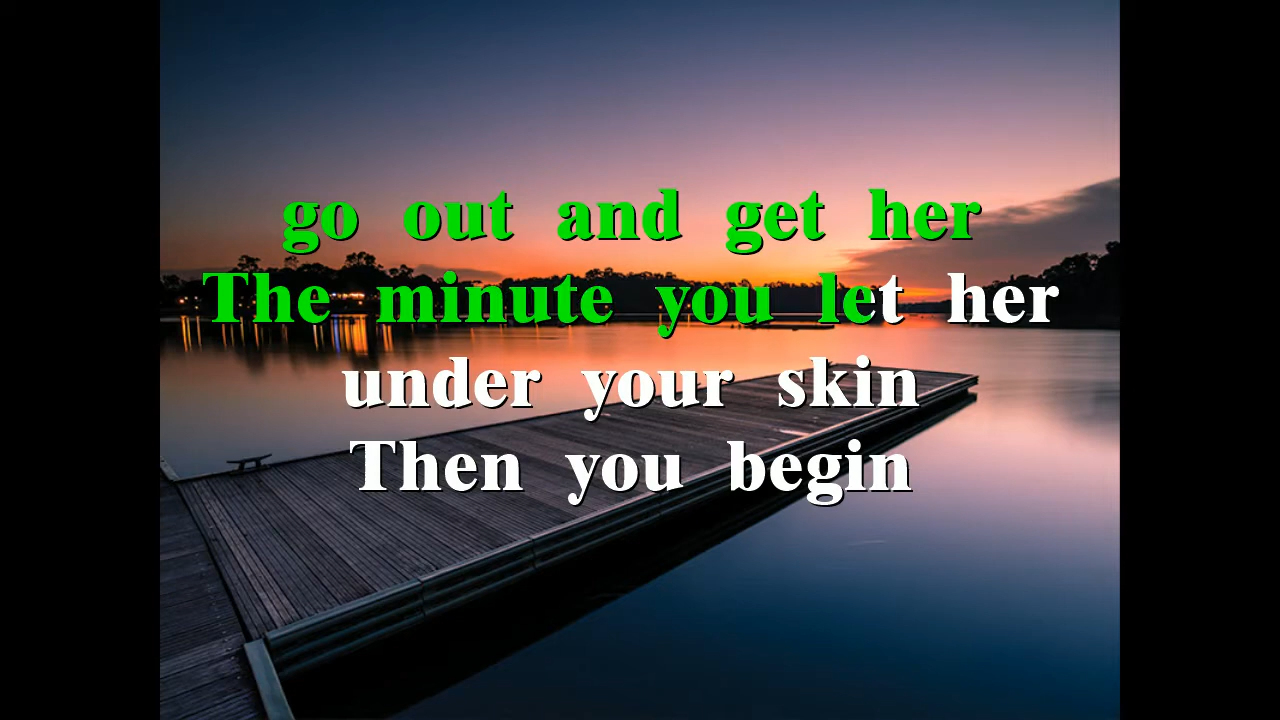 go out and get her
The minute you let her
under your skin
Then you begin